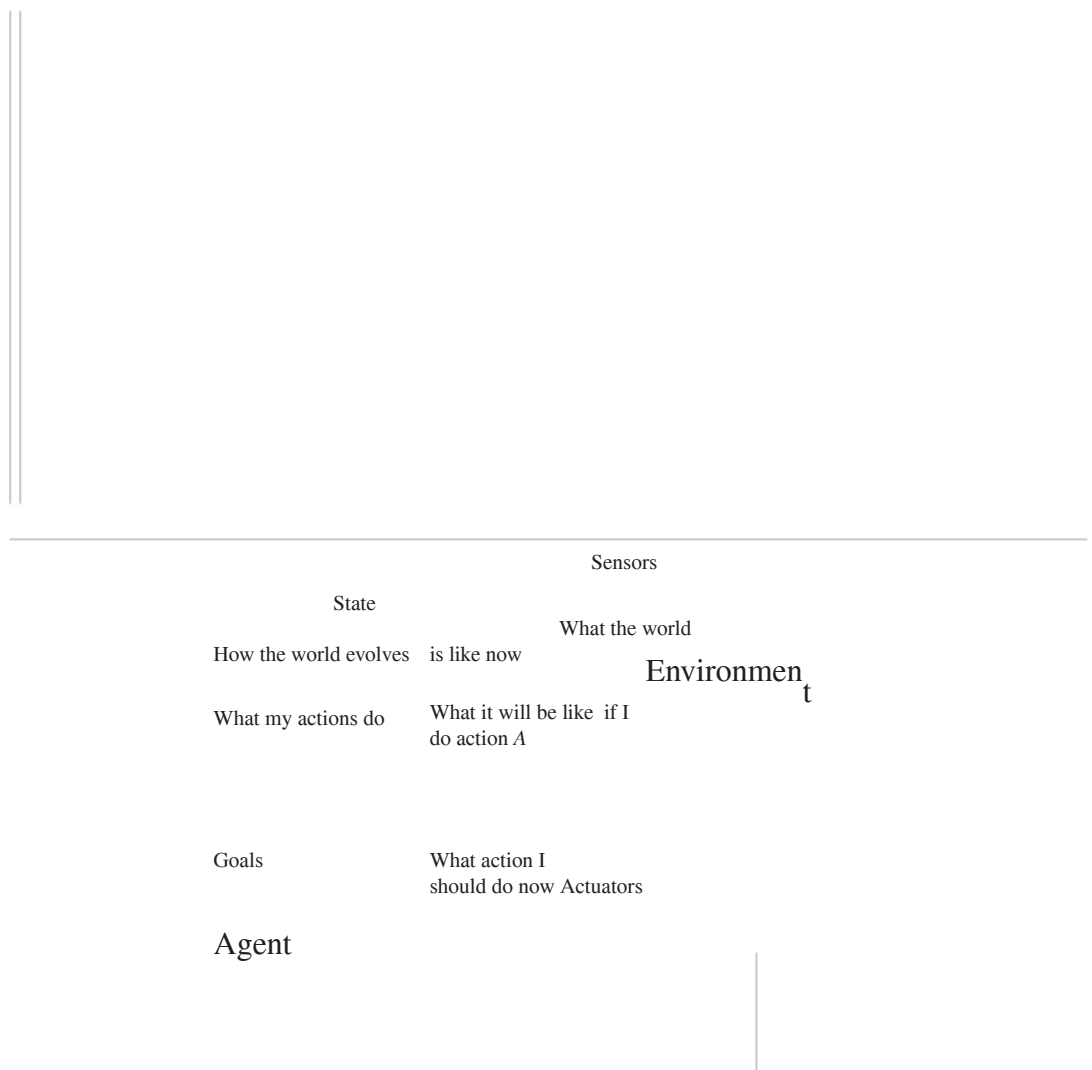 Sensors
State
What the world
How the world evolves is like now
Environment
What my actions do
What it will be like if I
do action A
Goals
What action I
should do now Actuators
Agent